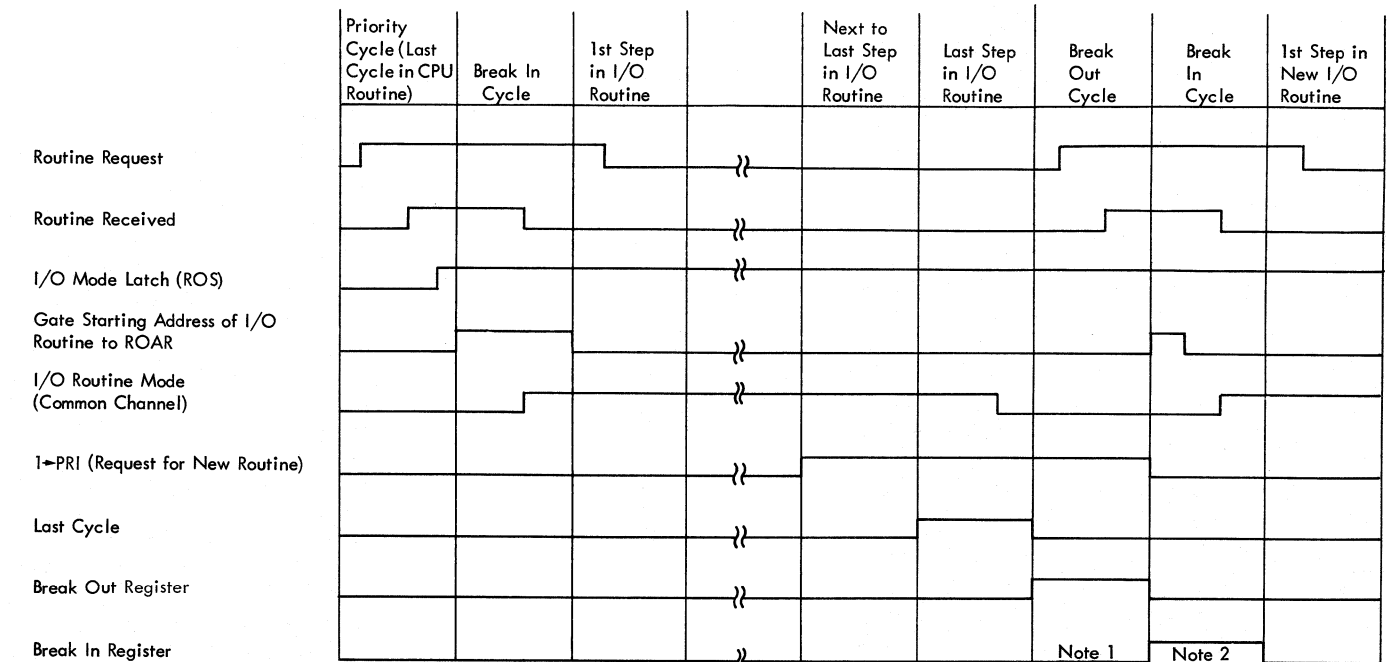 Priority
Cycle (Last
Cycle in CPU
Routine)
Break In
Cycle
1st Step
in I/O
Routine
Next to
Last Step
in I/O
Routine
Last Step
in I/O
Routine
Break
Out
Cycle
Break
In
Cycle
1st Step in
New I/O
Routine
Routine Request
Routine Received
I/O Mode Latch (ROS)
Gate Starting Address of I/O
Routine to ROAR
I/O Routine Mode
(Common Channel)
1→PRI (Request for New Routine)
Last Cycle
Break Out Register
Break In Register
Note 1
Note 2